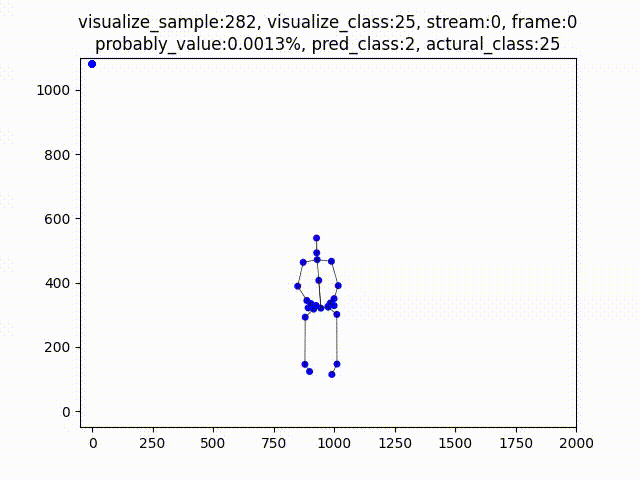 visualize_sample:282, visualize_class:25, stream:0, frame:0
probably_value:0.0013%, pred_class:2, actural_class:25
1000
800
600
400
200
0
0 250 500 750 1000 1250 1500 1750 2000